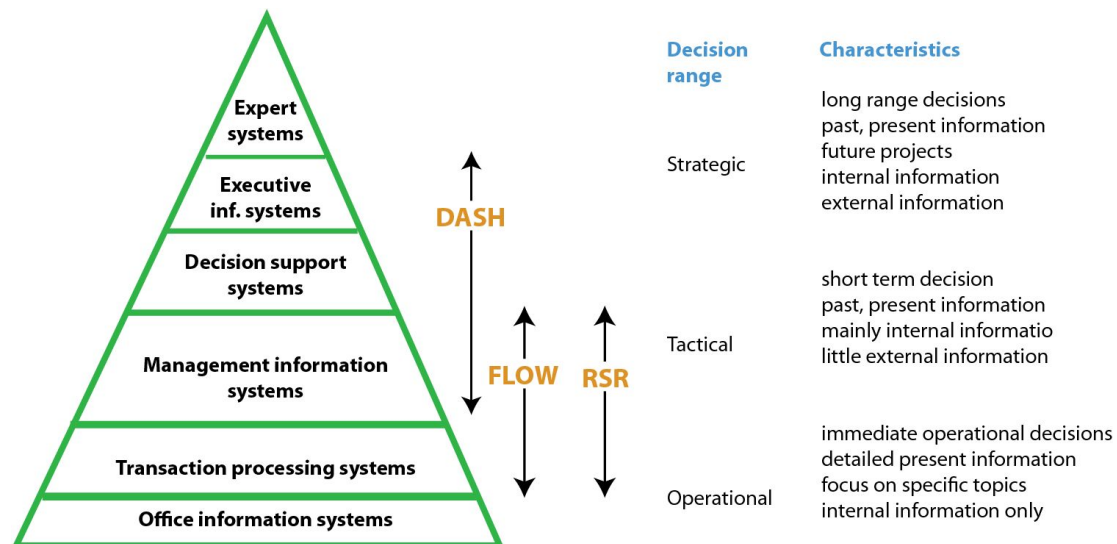 Expert
systems
Executive
inf. systems
Decision support
systems
Management information
systems
Transaction processing systems
Office information systems
DASH
FLOW
RSR
Decision
range
Characteristics
Strategic
long range decisions
past, present information
future projects
internal information
external information
Tactical
short term decision
past, present information
mainly internal informatio
little external information
Operational
immediate operational decisions
detailed present information
focus on specific topics
internal information only